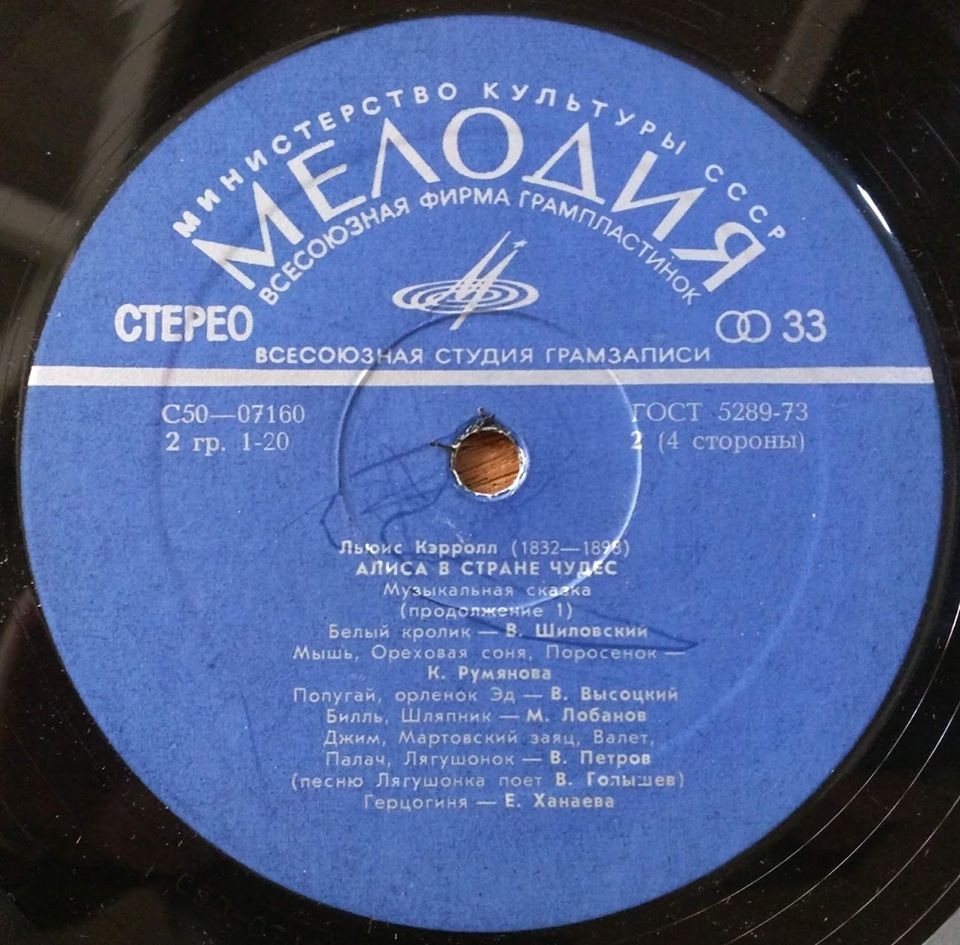 МИНИСТЕРСТВО КУЛЬТУРЫ СССР
МЕЛОДИЯ
ВСЕСОЮЗНАЯ ФИРМА ГРАМПЛАСТИНОК
СТЕРЕО
33
ВСЕСОЮЗНАЯ СТУДИЯ ГРАМЗАПИСИ
С50—07160
ГОСТ 5289-73
2 гр. 1-20
2 (4 стороны)
Льюис Кэрролл (1832—1898)
АЛИСА В СТРАНЕ ЧУДЕС
Музыкальная сказка
(продолжение 1)
Белый кролик — В. Шиловский
Мышь, Ореховая соня, Поросенок —
К. Румянова
Попугай, орленок Эд — В. Высоцкий
Билль, Шляпник — М. Лобанов
Джим, Мартовский заяц, Валет,
Палач, Лягушонок — В. Петров
(песню Лягушонка поет В. Голышев)
Герцогиня — Е. Ханаева